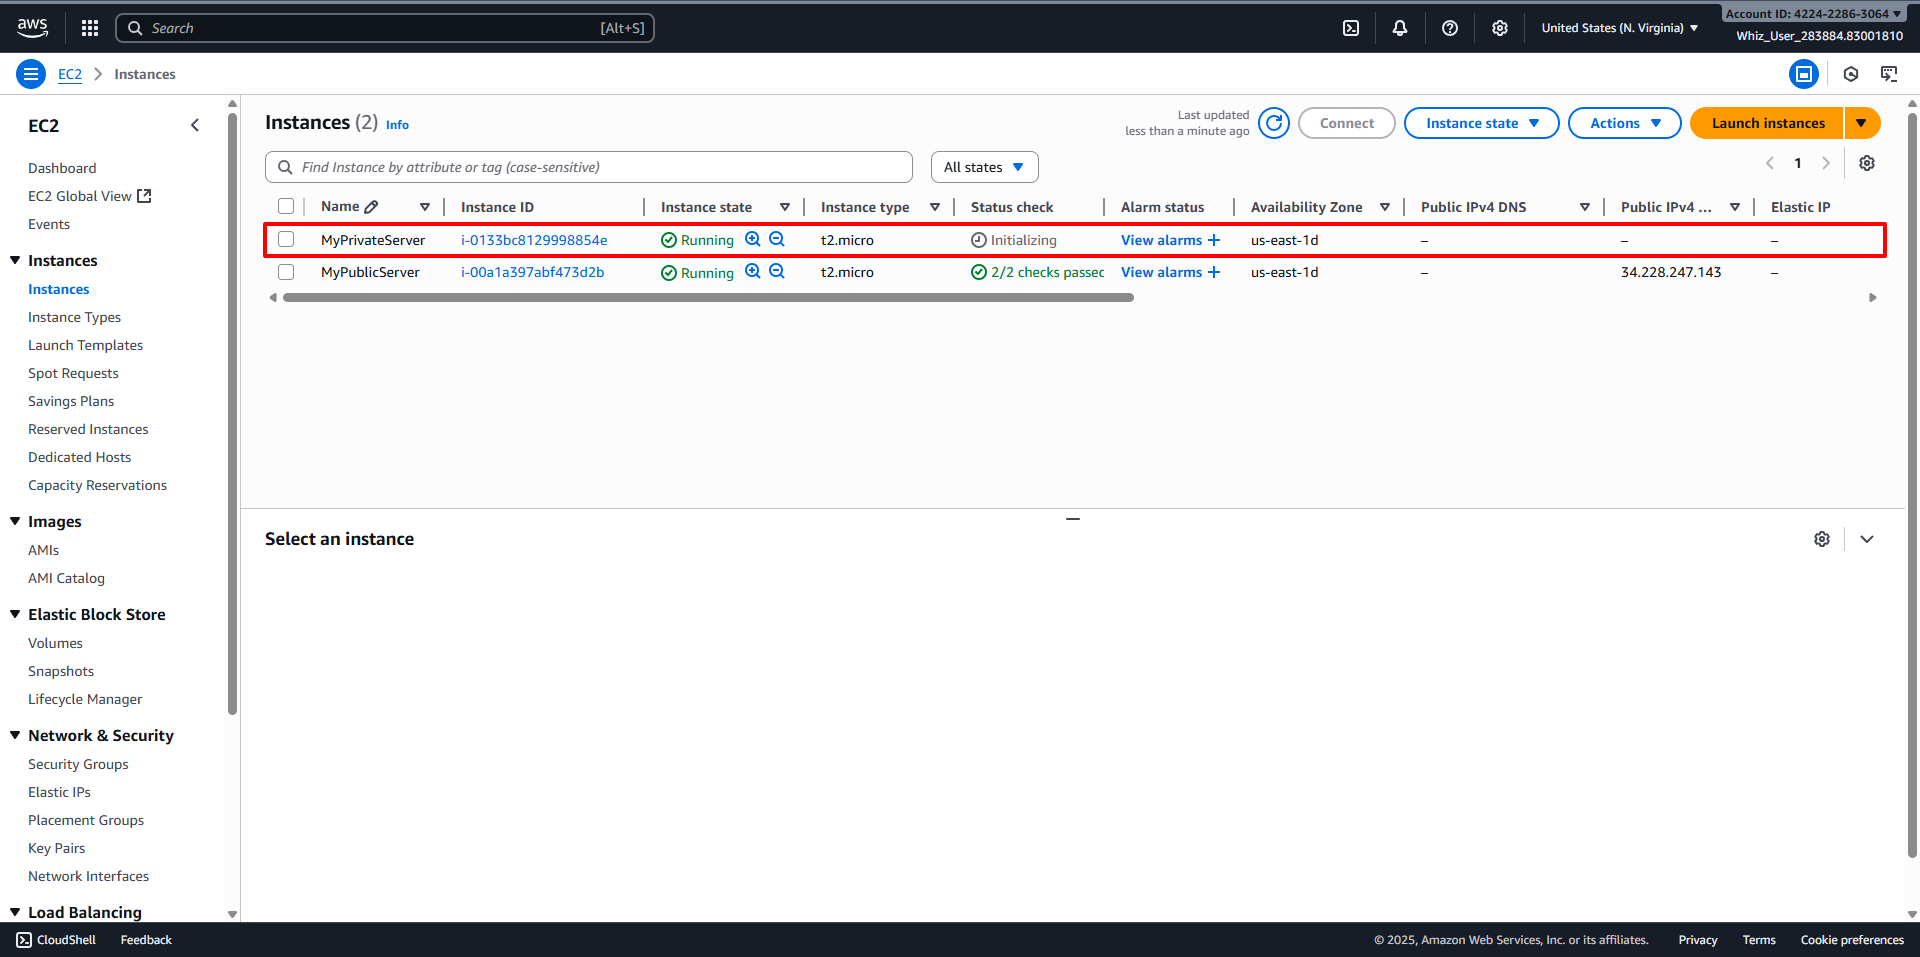 aws
Search [Alt+S]
United States (N. Virginia)
Account ID: 4224-2286-3064
Whiz_User_283884.83001810
EC2 Instances
EC2
Dashboard
EC2 Global View
Events
Instances
Instances
Instance Types
Launch Templates
Spot Requests
Savings Plans
Reserved Instances
Dedicated Hosts
Capacity Reservations
Images
AMIs
AMI Catalog
Elastic Block Store
Volumes
Snapshots
Lifecycle Manager
Network & Security
Security Groups
Elastic IPs
Placement Groups
Key Pairs
Network Interfaces
Load Balancing
Instances (2) Info
Last updated
less than a minute ago
Connect Instance state Actions Launch instances
Find Instance by attribute or tag (case-sensitive) All states 1
Name Instance ID Instance state Instance type Status check Alarm status Availability Zone Public IPv4 DNS Public IPv4 ... Elastic IP
MyPrivateServer i-0133bc8129998854e Running t2.micro Initializing View alarms + us-east-1d – – –
MyPublicServer i-00a1a397abf473d2b Running t2.micro 2/2 checks passec View alarms + us-east-1d – 34.228.247.143 –
Select an instance
CloudShell Feedback © 2025, Amazon Web Services, Inc. or its affiliates. Privacy Terms Cookie preferences